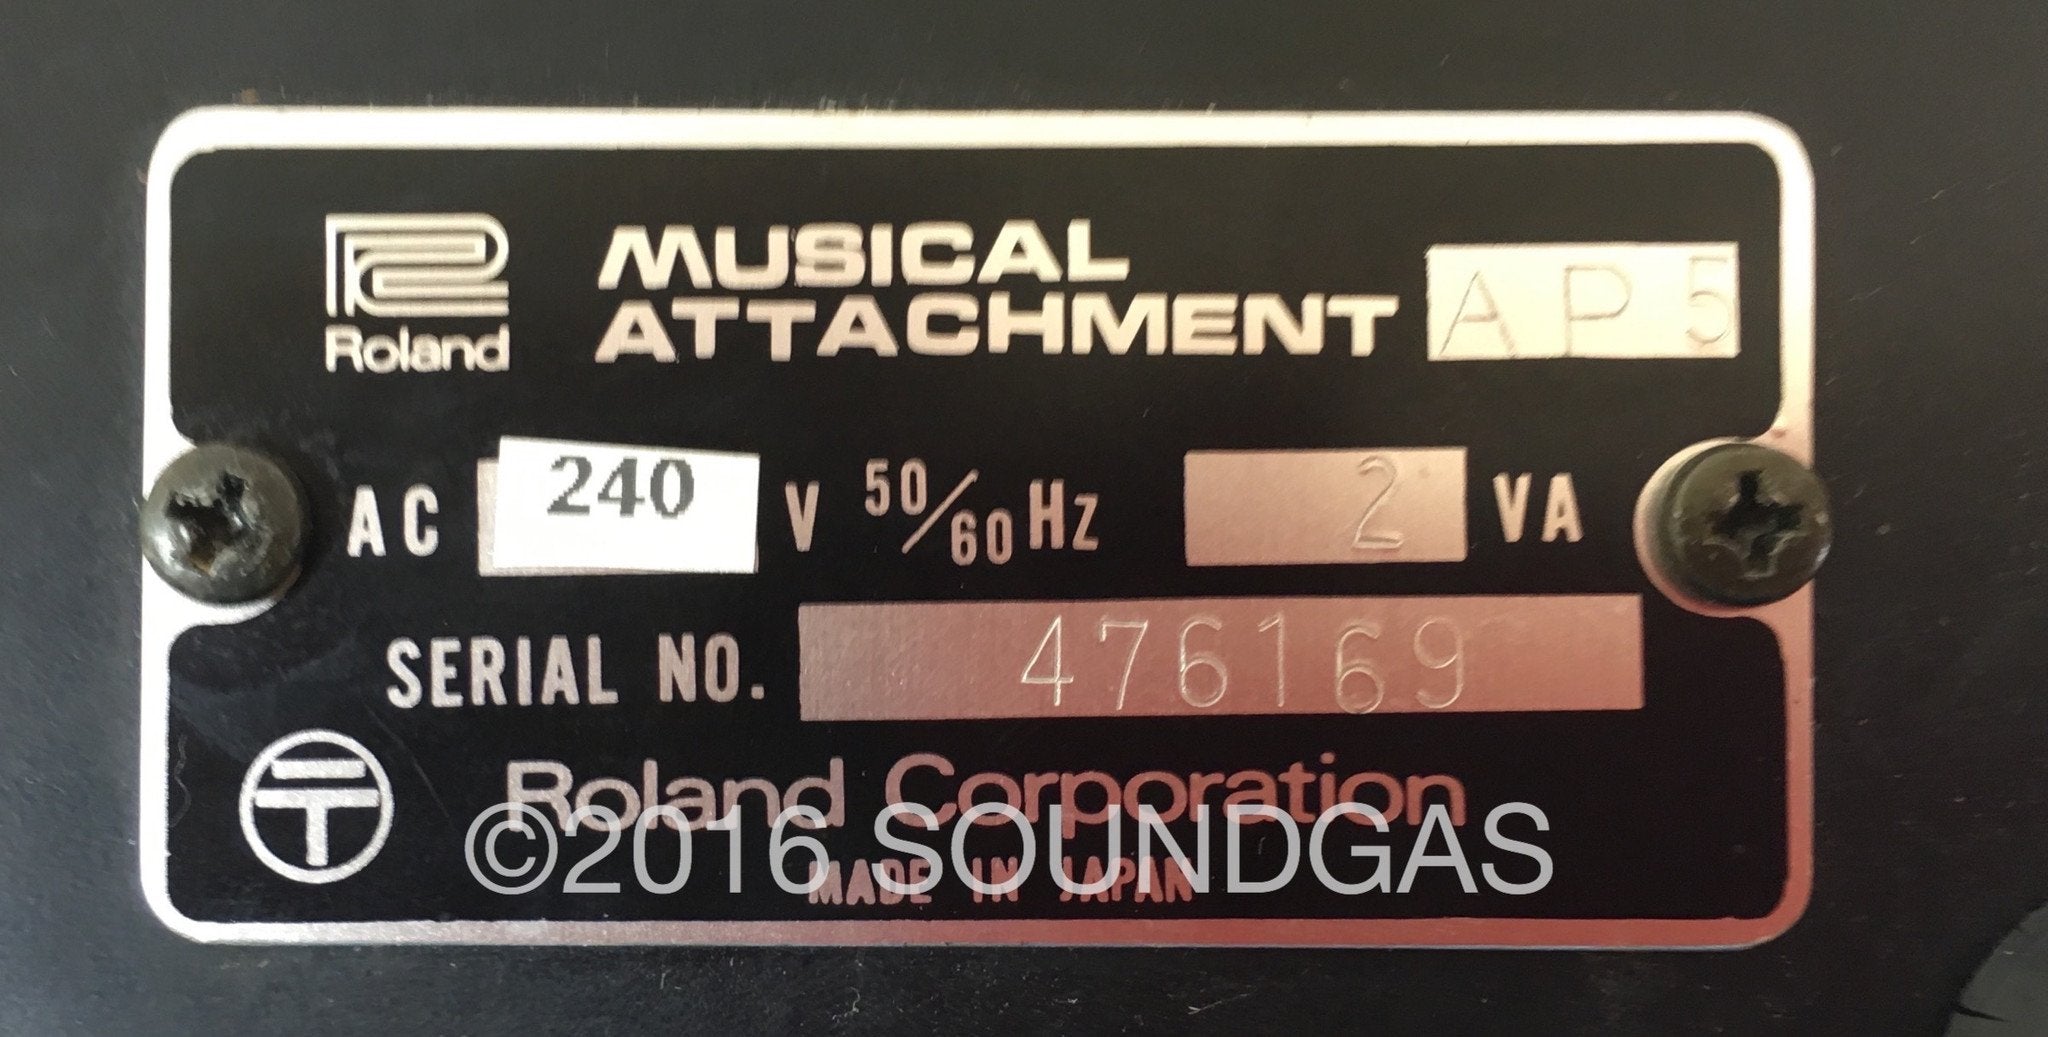 Roland MUSICAL
ATTACHMENT AP5
AC 240 V 50/60 Hz 2 VA
SERIAL NO. 476169
Roland Corporation
©2016 SOUNDGAS
MADE IN JAPAN